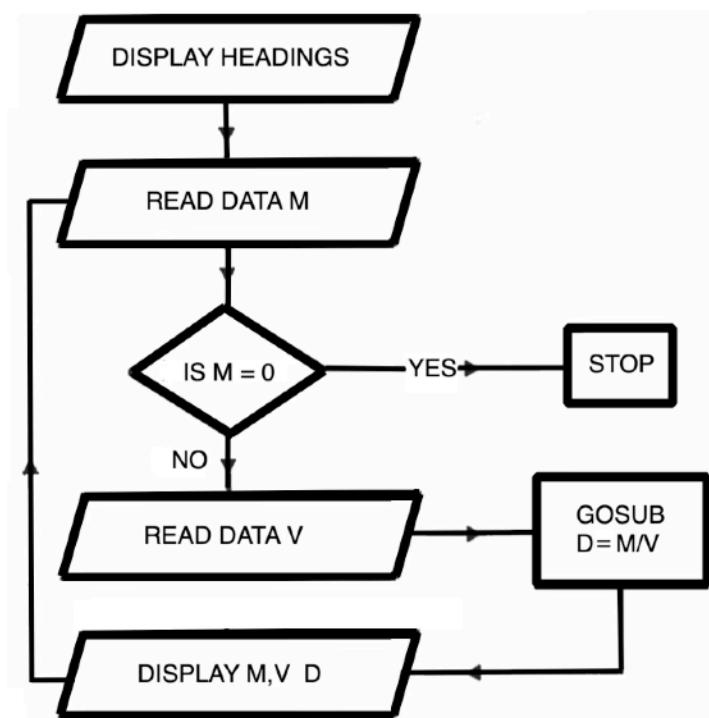 DISPLAY HEADINGS
READ DATA M
IS M = 0
YES
STOP
NO
READ DATA V
GOSUB
D = M/V
DISPLAY M,V D